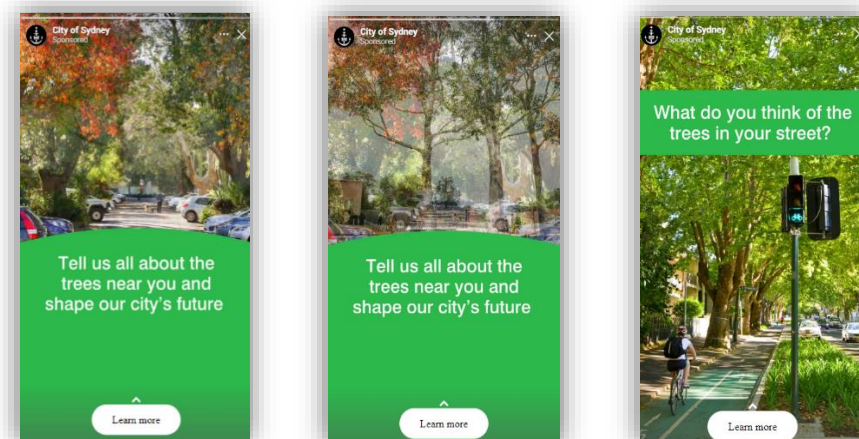 City of Sydney
Sponsored
Tell us all about the
trees near you and
shape our city's future
Learn more
City of Sydney
Sponsored
Tell us all about the
trees near you and
shape our city's future
Learn more
City of Sydney
Sponsored
What do you think of the
trees in your street?
Learn more